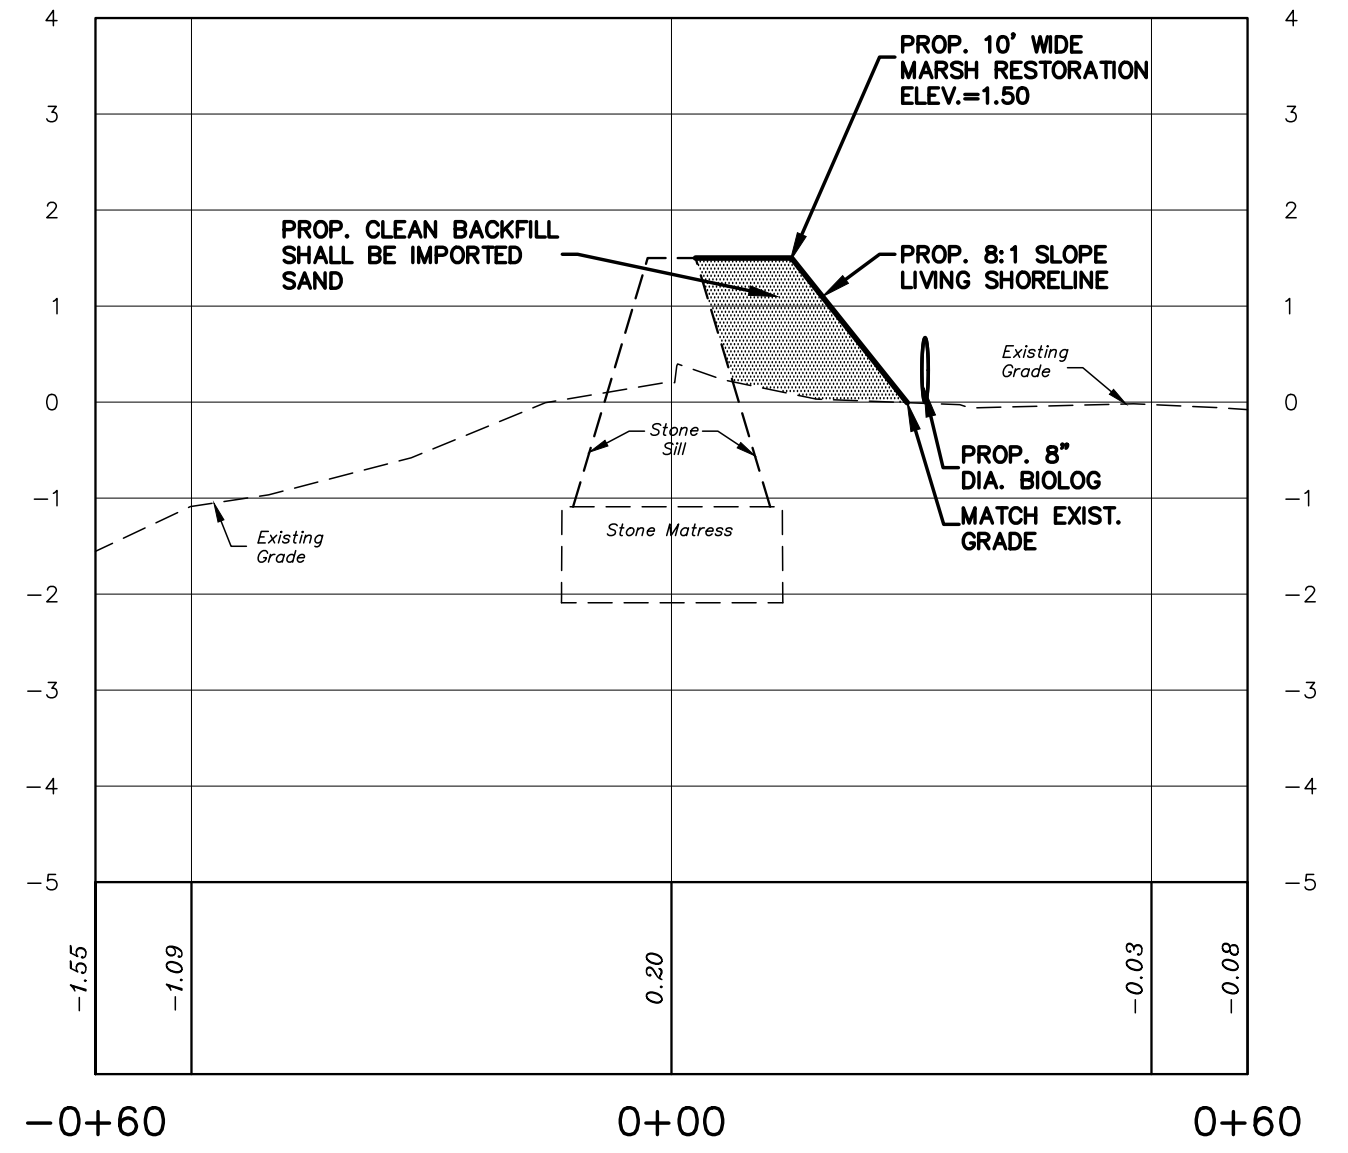 4
4
PROP. 10' WIDE
MARSH RESTORATION
ELEV.=1.50
3
3
2
2
PROP. CLEAN BACKFILL
SHALL BE IMPORTED
SAND
PROP. 8:1 SLOPE
LIVING SHORELINE
1
1
Existing
Grade
0
0
Stone
Sill
PROP. 8"
DIA. BIOLOG
-1
-1
MATCH EXIST.
GRADE
Stone Matress
Existing
Grade
-2
-2
-3
-3
-4
-4
-5
-5
-1.55
-1.09
0.20
-0.03
-0.08
-0+60
0+00
0+60